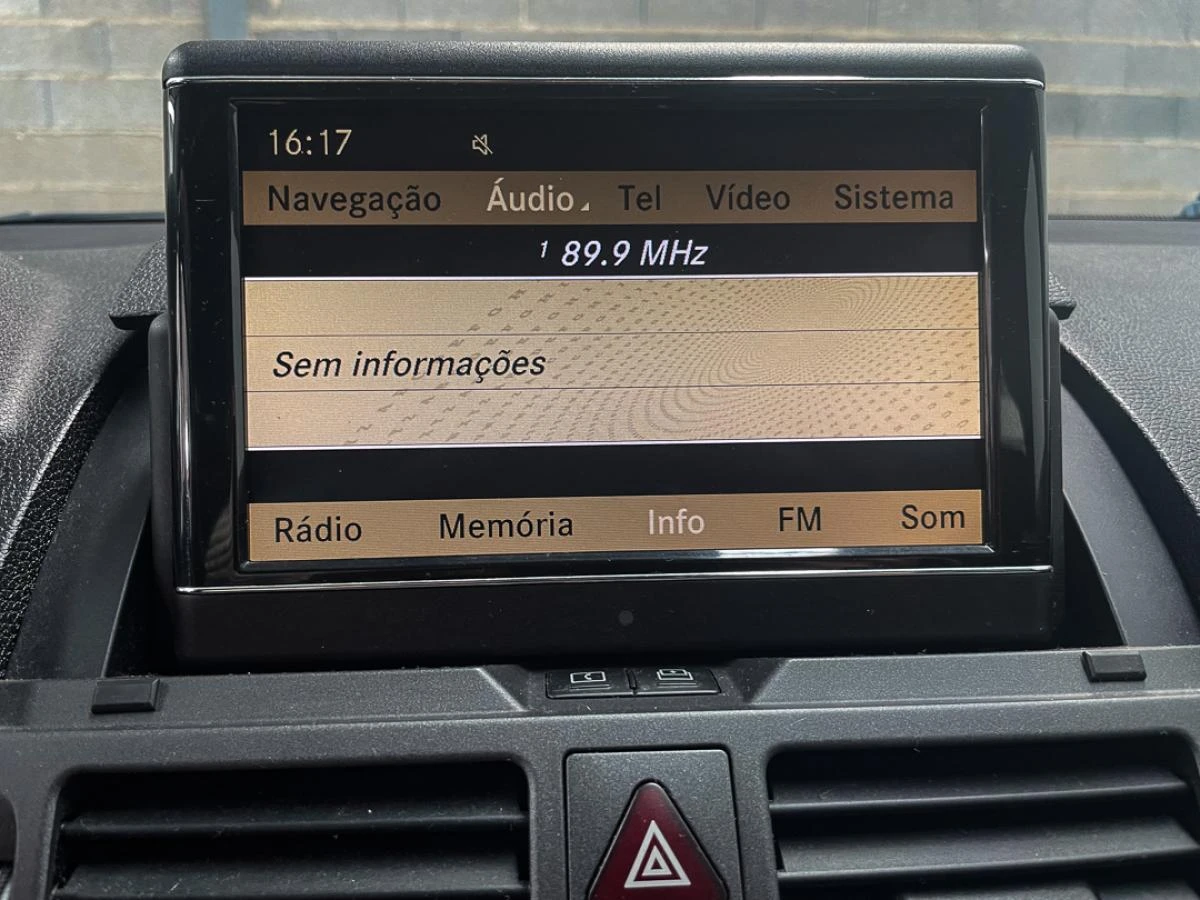 16:17
Navegação Áudio Tel Vídeo Sistema
1 89.9 MHz
Sem informações
Rádio Memória Info FM Som